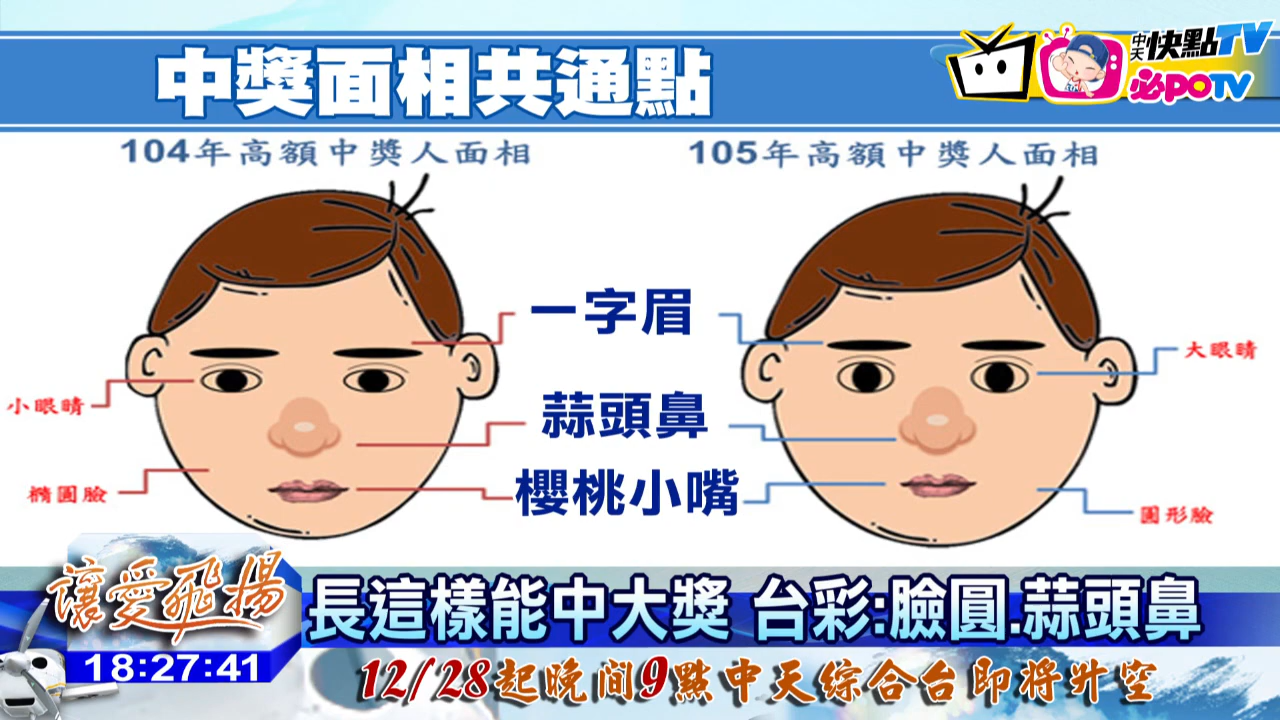 中獎面相共通點
中天快點TV
必POTV
104年高額中獎人面相
105年高額中獎人面相
一字眉
大眼睛
小眼睛
蒜頭鼻
櫻桃小嘴
橢圓臉
圓形臉
讓愛飛揚
長這樣能中大獎 台彩:臉圓.蒜頭鼻
18:27:41
12/28起晚間9點中天綜合台即將升空